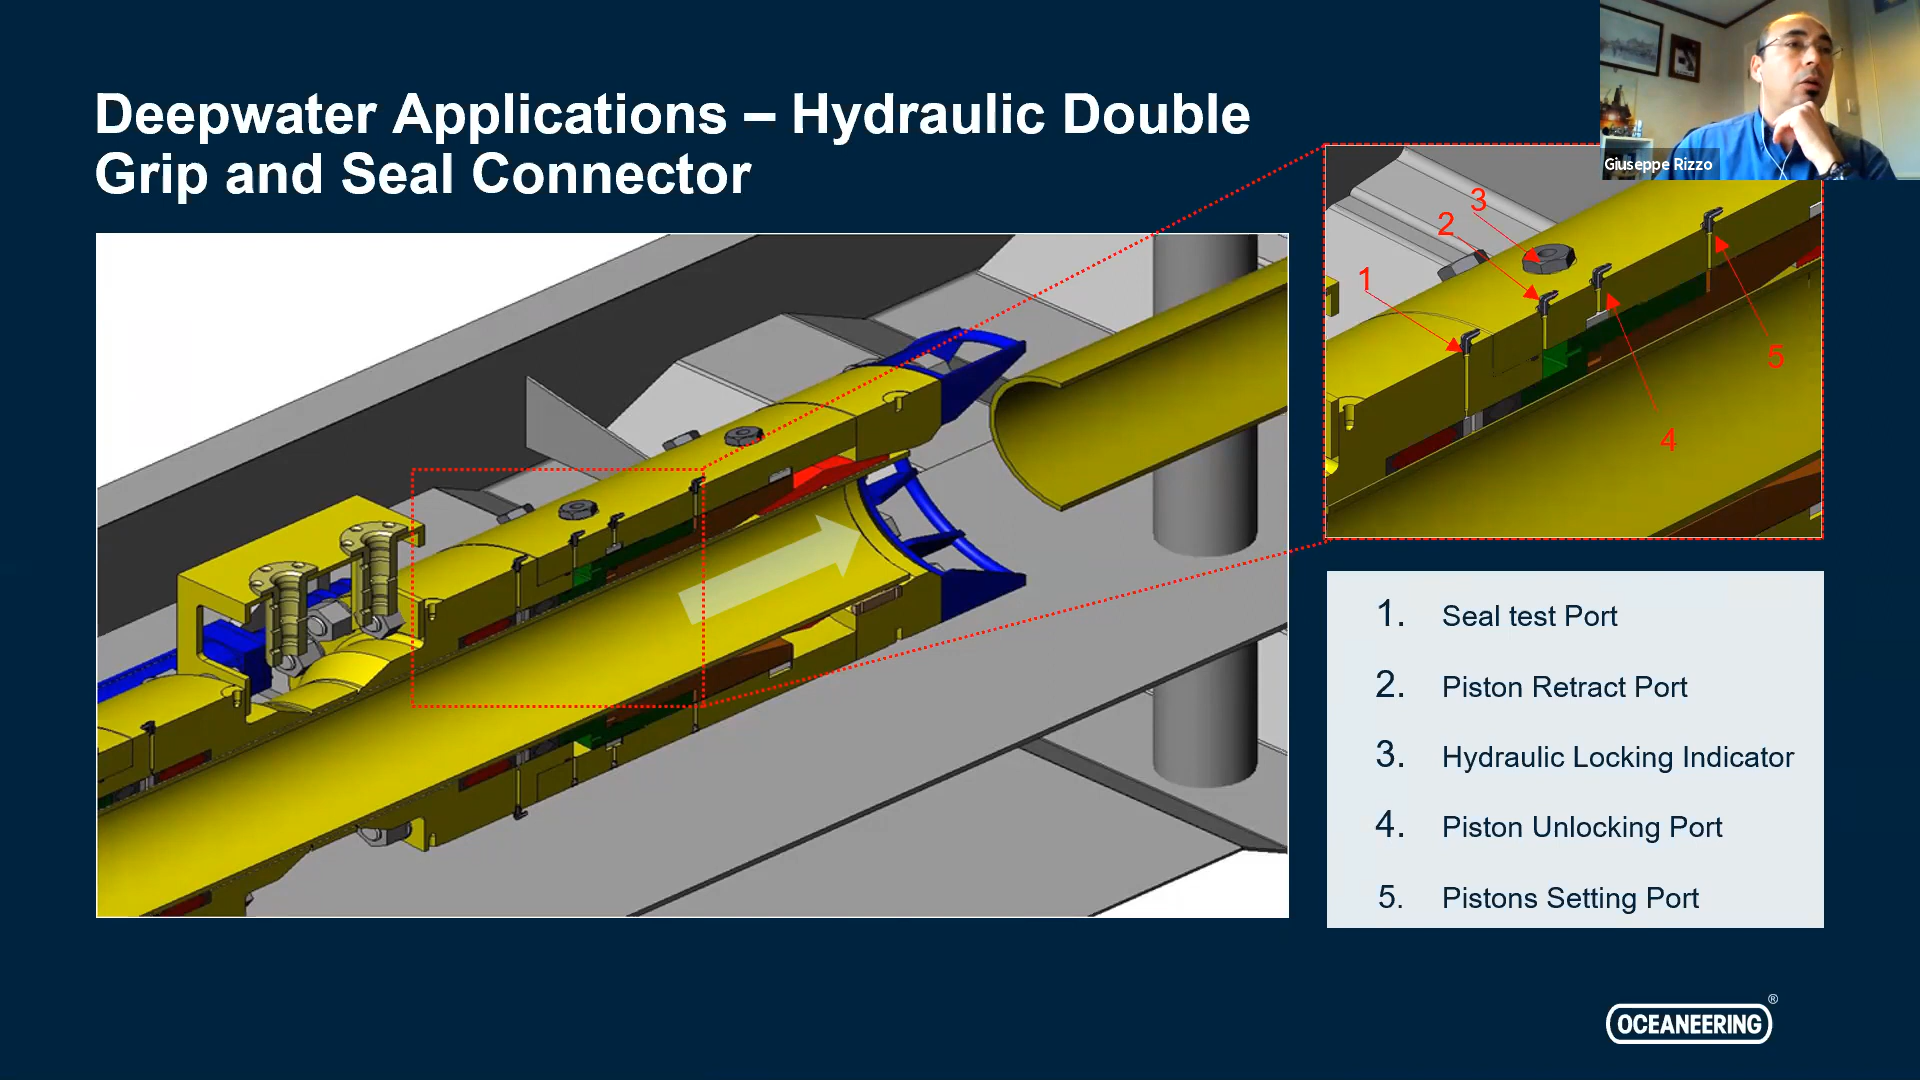 Deepwater Applications – Hydraulic Double
Grip and Seal Connector
Giuseppe Rizzo
3
2
1
5
4
1. Seal test Port
2. Piston Retract Port
3. Hydraulic Locking Indicator
4. Piston Unlocking Port
5. Pistons Setting Port
OCEANEERING®